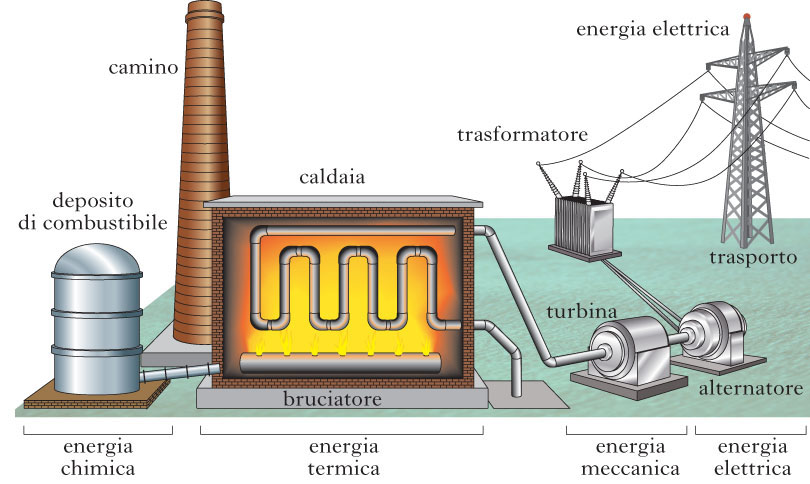 energia elettrica
camino
trasformatore
caldaia
deposito
di combustibile
trasporto
turbina
alternatore
bruciatore
energia
chimica
energia
termica
energia
meccanica
energia
elettrica